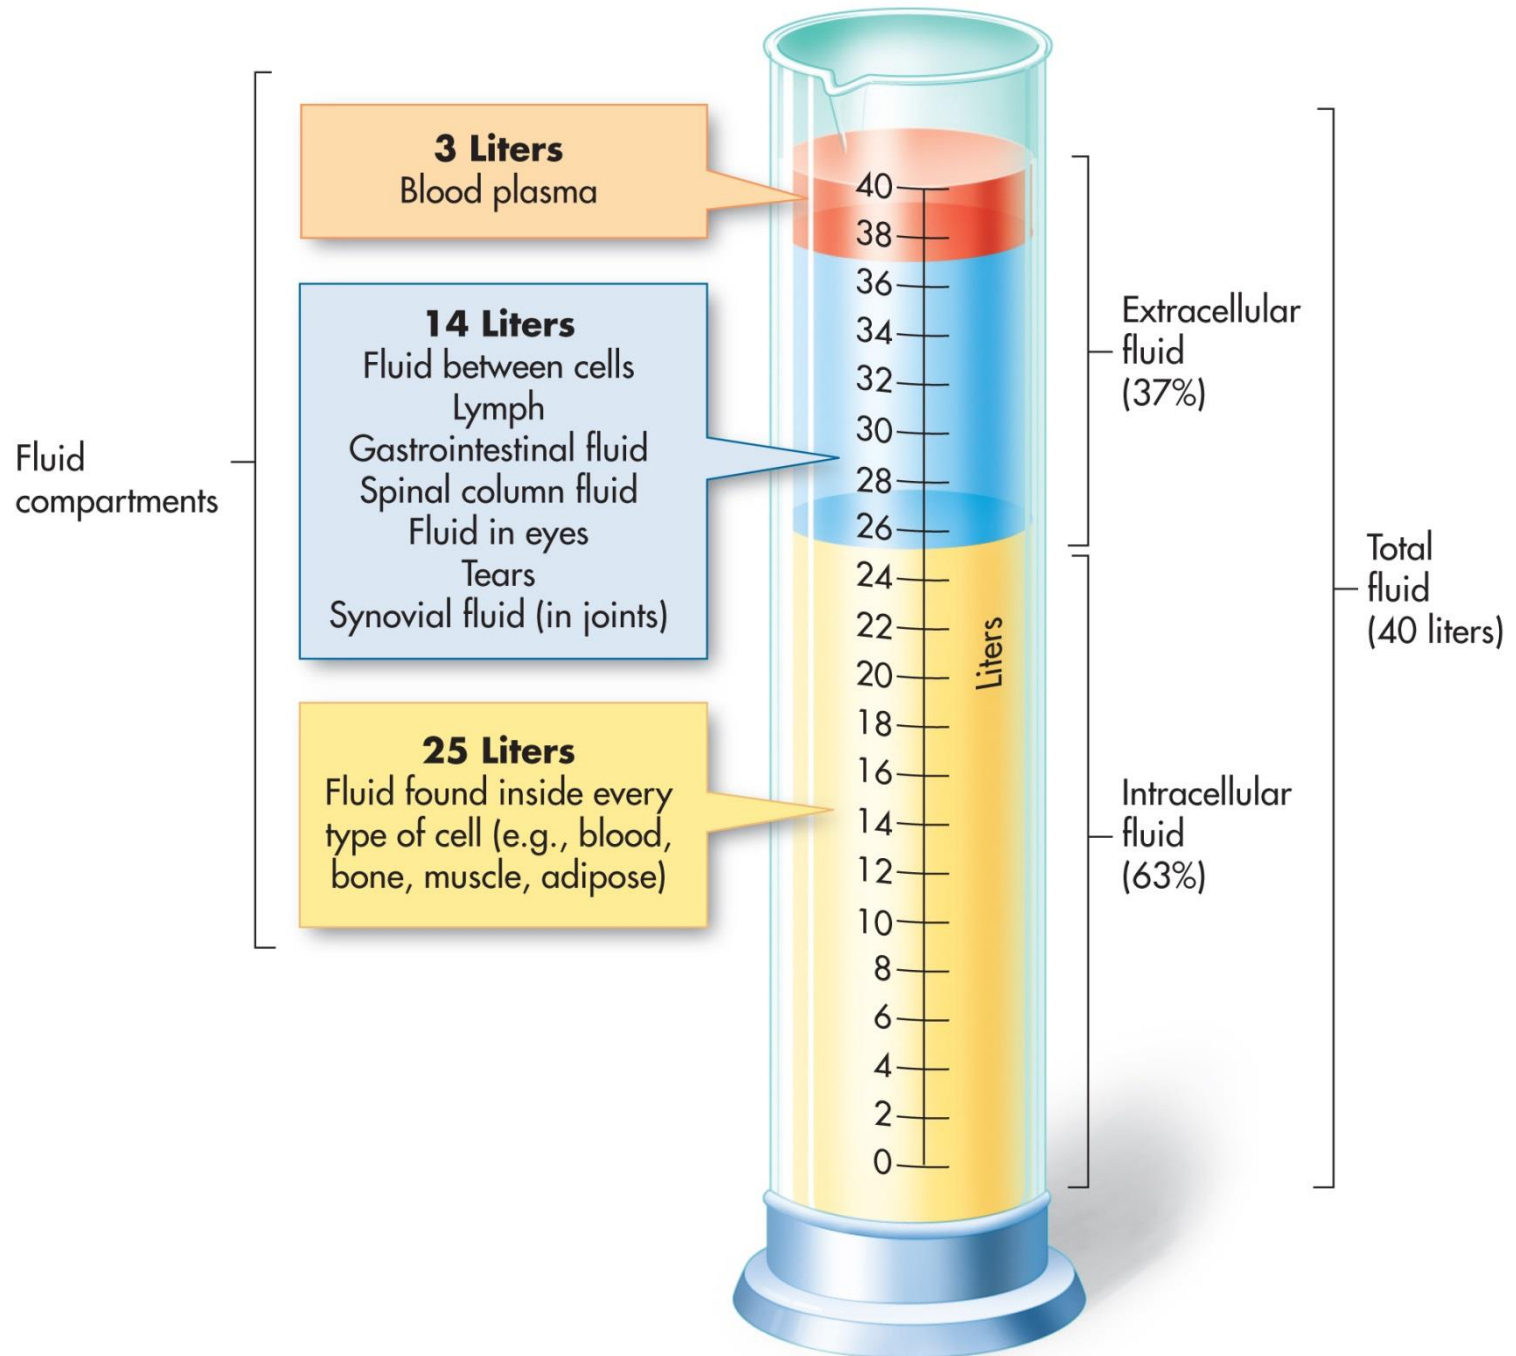 Fluid
compartments
3 Liters
Blood plasma
14 Liters
Fluid between cells
Lymph
Gastrointestinal fluid
Spinal column fluid
Fluid in eyes
Tears
Synovial fluid (in joints)
25 Liters
Fluid found inside every
type of cell (e.g., blood,
bone, muscle, adipose)
40
38
36
34
32
30
28
26
24
22
20
18
16
14
12
10
8
6
4
2
0
Liters
Extracellular
fluid
(37%)
Intracellular
fluid
(63%)
Total
fluid
(40 liters)